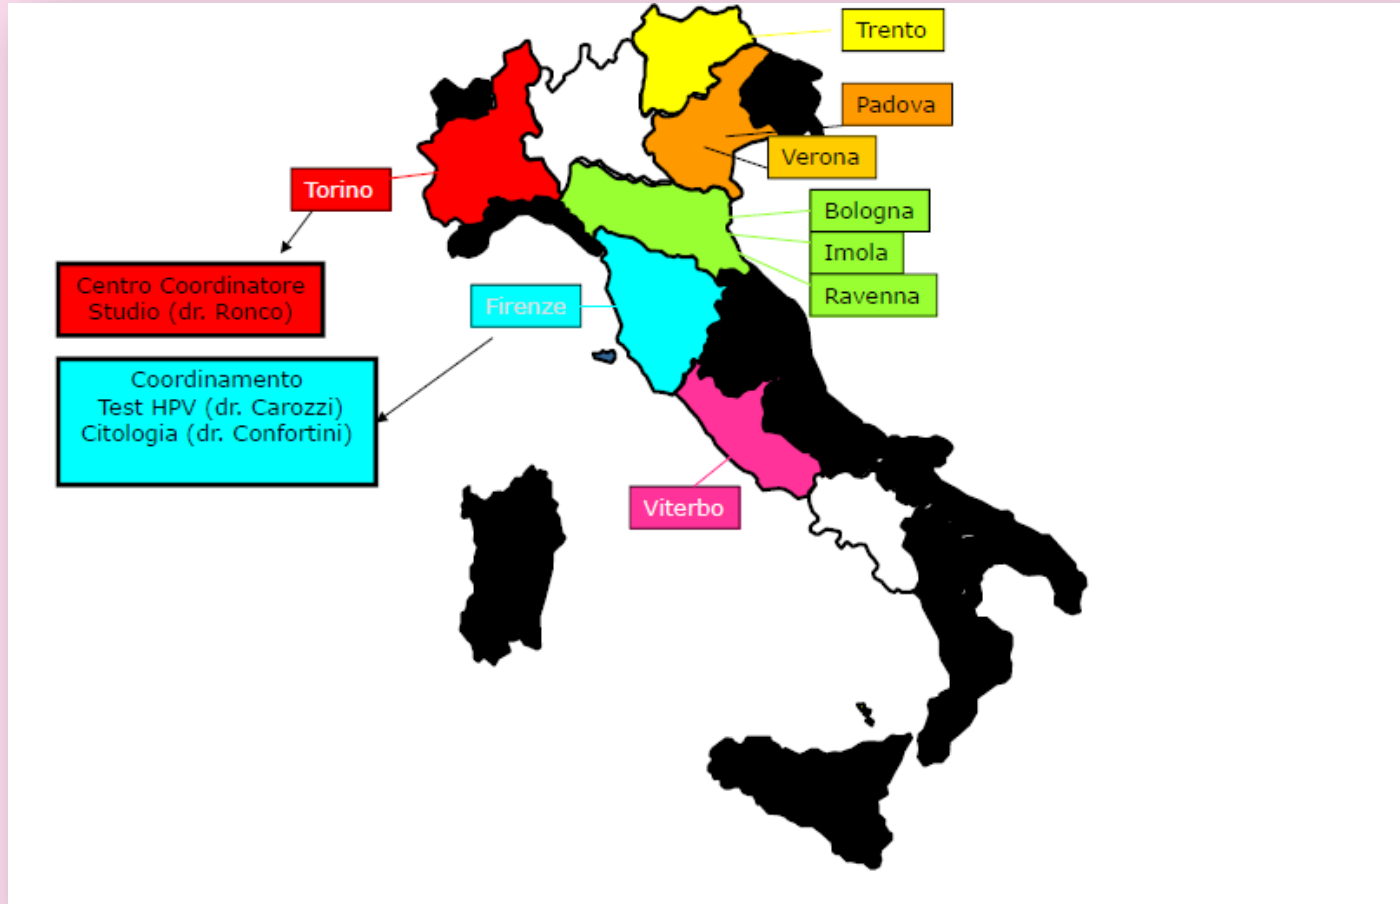 Trento
Padova
Verona
Torino
Bologna
Imola
Ravenna
Centro Coordinatore
Studio (dr. Ronco)
Firenze
Coordinamento
Test HPV (dr. Carozzi)
Citologia (dr. Confortini)
Viterbo